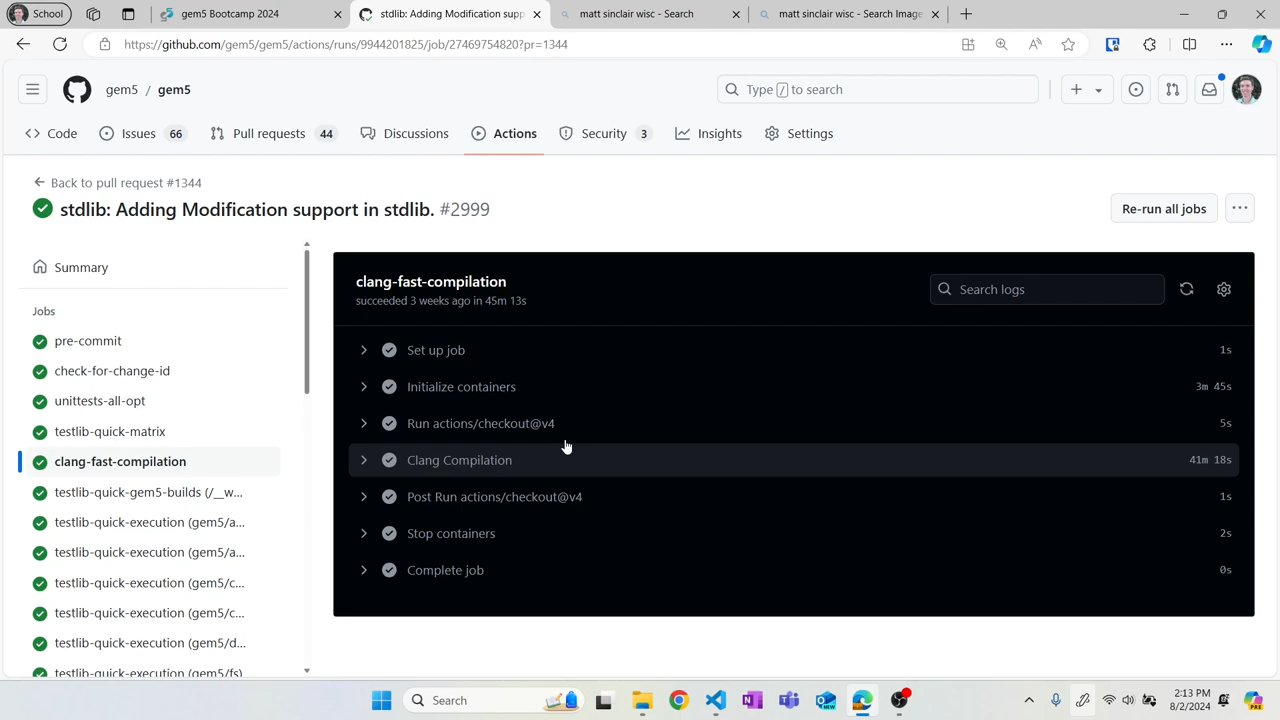 School
gem5 Bootcamp 2024
stdlib: Adding Modification supp
matt sinclair wisc - Search
matt sinclair wisc - Search Image
https://github.com/gem5/gem5/actions/runs/9944201825/job/27469754820?pr=1344
gem5 / gem5
Type / to search
Code
Issues 66
Pull requests 44
Discussions
Actions
Security 3
Insights
Settings
Back to pull request #1344
stdlib: Adding Modification support in stdlib. #2999
Re-run all jobs
Summary
Jobs
pre-commit
check-for-change-id
unittests-all-opt
testlib-quick-matrix
clang-fast-compilation
testlib-quick-gem5-builds (/__w...
testlib-quick-execution (gem5/a...
testlib-quick-execution (gem5/a...
testlib-quick-execution (gem5/c...
testlib-quick-execution (gem5/c...
testlib-quick-execution (gem5/d...
testlib-quick-execution (gem5/fs)
clang-fast-compilation
succeeded 3 weeks ago in 45m 13s
Search logs
Set up job 1s
Initialize containers 3m 45s
Run actions/checkout@v4 5s
Clang Compilation 41m 18s
Post Run actions/checkout@v4 1s
Stop containers 2s
Complete job 0s
Search
2:13 PM
8/2/2024